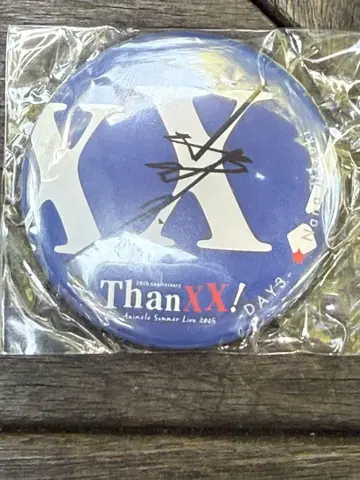 XX
20th anniversary
ThanXX!
Animelo Summer Live 2025
-DAY3-